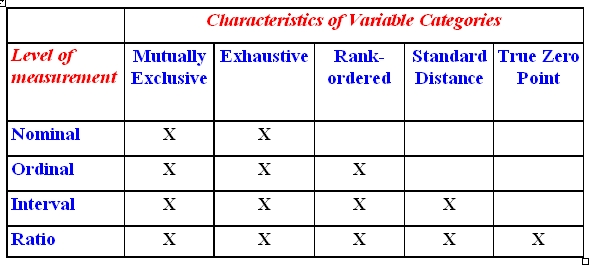 Characteristics of Variable Categories
Level of measurement Mutually Exclusive Exhaustive Rank-ordered Standard Distance True Zero Point
Nominal X X
Ordinal X X X
Interval X X X X
Ratio X X X X X